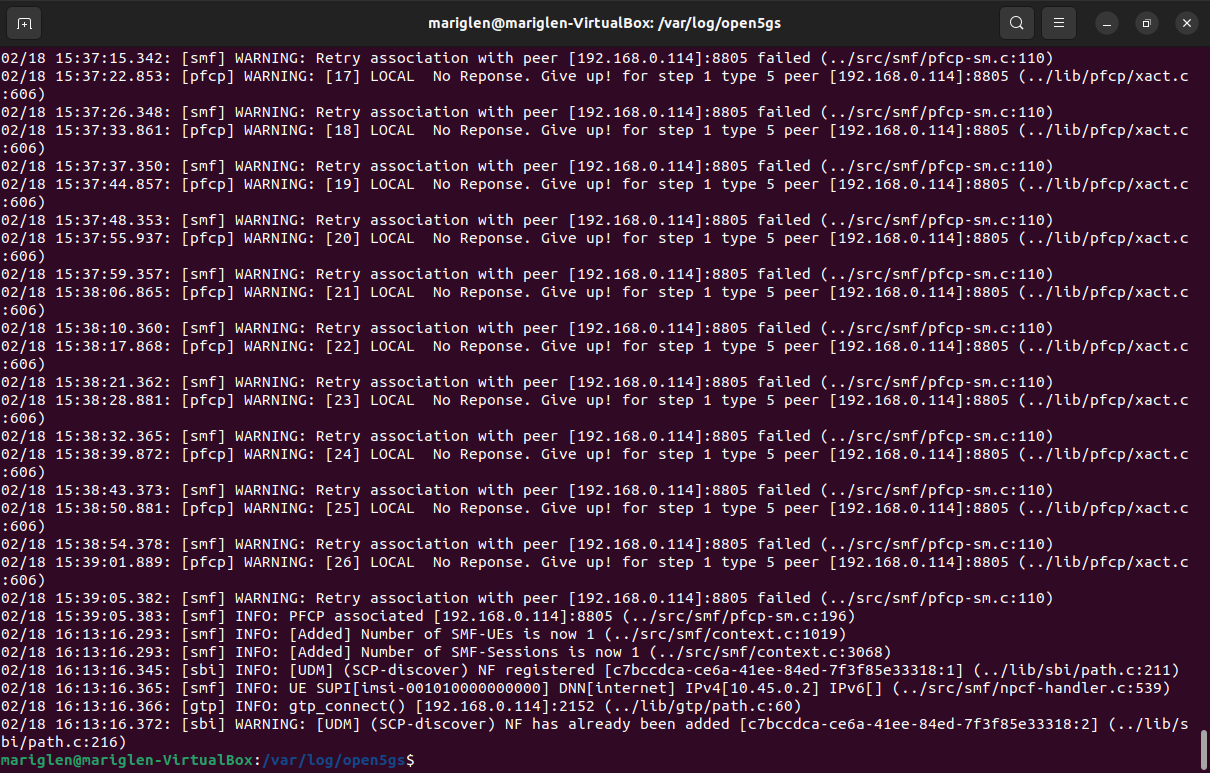 mariglen@mariglen-VirtualBox: /var/log/open5gs
02/18 15:37:15.342: [smf] WARNING: Retry association with peer [192.168.0.114]:8805 failed (../src/smf/pfcp-sm.c:110)
02/18 15:37:22.853: [pfcp] WARNING: [17] LOCAL  No Reponse. Give up! for step 1 type 5 peer [192.168.0.114]:8805 (../lib/pfcp/xact.c
:606)
02/18 15:37:26.348: [smf] WARNING: Retry association with peer [192.168.0.114]:8805 failed (../src/smf/pfcp-sm.c:110)
02/18 15:37:33.861: [pfcp] WARNING: [18] LOCAL  No Reponse. Give up! for step 1 type 5 peer [192.168.0.114]:8805 (../lib/pfcp/xact.c
:606)
02/18 15:37:37.350: [smf] WARNING: Retry association with peer [192.168.0.114]:8805 failed (../src/smf/pfcp-sm.c:110)
02/18 15:37:44.857: [pfcp] WARNING: [19] LOCAL  No Reponse. Give up! for step 1 type 5 peer [192.168.0.114]:8805 (../lib/pfcp/xact.c
:606)
02/18 15:37:48.353: [smf] WARNING: Retry association with peer [192.168.0.114]:8805 failed (../src/smf/pfcp-sm.c:110)
02/18 15:37:55.937: [pfcp] WARNING: [20] LOCAL  No Reponse. Give up! for step 1 type 5 peer [192.168.0.114]:8805 (../lib/pfcp/xact.c
:606)
02/18 15:37:59.357: [smf] WARNING: Retry association with peer [192.168.0.114]:8805 failed (../src/smf/pfcp-sm.c:110)
02/18 15:38:06.865: [pfcp] WARNING: [21] LOCAL  No Reponse. Give up! for step 1 type 5 peer [192.168.0.114]:8805 (../lib/pfcp/xact.c
:606)
02/18 15:38:10.360: [smf] WARNING: Retry association with peer [192.168.0.114]:8805 failed (../src/smf/pfcp-sm.c:110)
02/18 15:38:17.868: [pfcp] WARNING: [22] LOCAL  No Reponse. Give up! for step 1 type 5 peer [192.168.0.114]:8805 (../lib/pfcp/xact.c
:606)
02/18 15:38:21.362: [smf] WARNING: Retry association with peer [192.168.0.114]:8805 failed (../src/smf/pfcp-sm.c:110)
02/18 15:38:28.881: [pfcp] WARNING: [23] LOCAL  No Reponse. Give up! for step 1 type 5 peer [192.168.0.114]:8805 (../lib/pfcp/xact.c
:606)
02/18 15:38:32.365: [smf] WARNING: Retry association with peer [192.168.0.114]:8805 failed (../src/smf/pfcp-sm.c:110)
02/18 15:38:39.872: [pfcp] WARNING: [24] LOCAL  No Reponse. Give up! for step 1 type 5 peer [192.168.0.114]:8805 (../lib/pfcp/xact.c
:606)
02/18 15:38:43.373: [smf] WARNING: Retry association with peer [192.168.0.114]:8805 failed (../src/smf/pfcp-sm.c:110)
02/18 15:38:50.881: [pfcp] WARNING: [25] LOCAL  No Reponse. Give up! for step 1 type 5 peer [192.168.0.114]:8805 (../lib/pfcp/xact.c
:606)
02/18 15:38:54.378: [smf] WARNING: Retry association with peer [192.168.0.114]:8805 failed (../src/smf/pfcp-sm.c:110)
02/18 15:39:01.889: [pfcp] WARNING: [26] LOCAL  No Reponse. Give up! for step 1 type 5 peer [192.168.0.114]:8805 (../lib/pfcp/xact.c
:606)
02/18 15:39:05.382: [smf] WARNING: Retry association with peer [192.168.0.114]:8805 failed (../src/smf/pfcp-sm.c:110)
02/18 15:39:05.383: [smf] INFO: PFCP associated [192.168.0.114]:8805 (../src/smf/pfcp-sm.c:196)
02/18 16:13:16.293: [smf] INFO: [Added] Number of SMF-UEs is now 1 (../src/smf/context.c:1019)
02/18 16:13:16.293: [smf] INFO: [Added] Number of SMF-Sessions is now 1 (../src/smf/context.c:3068)
02/18 16:13:16.345: [sbi] INFO: [UDM] (SCP-discover) NF registered [c7bccdca-ce6a-41ee-84ed-7f3f85e33318:1] (../lib/sbi/path.c:211)
02/18 16:13:16.365: [smf] INFO: UE SUPI[imsi-001010000000000] DNN[internet] IPv4[10.45.0.2] IPv6[] (../src/smf/npcf-handler.c:539)
02/18 16:13:16.366: [gtp] INFO: gtp_connect() [192.168.0.114]:2152 (../lib/gtp/path.c:60)
02/18 16:13:16.372: [sbi] WARNING: [UDM] (SCP-discover) NF has already been added [c7bccdca-ce6a-41ee-84ed-7f3f85e33318:2] (../lib/s
bi/path.c:216)
mariglen@mariglen-VirtualBox:/var/log/open5gs$